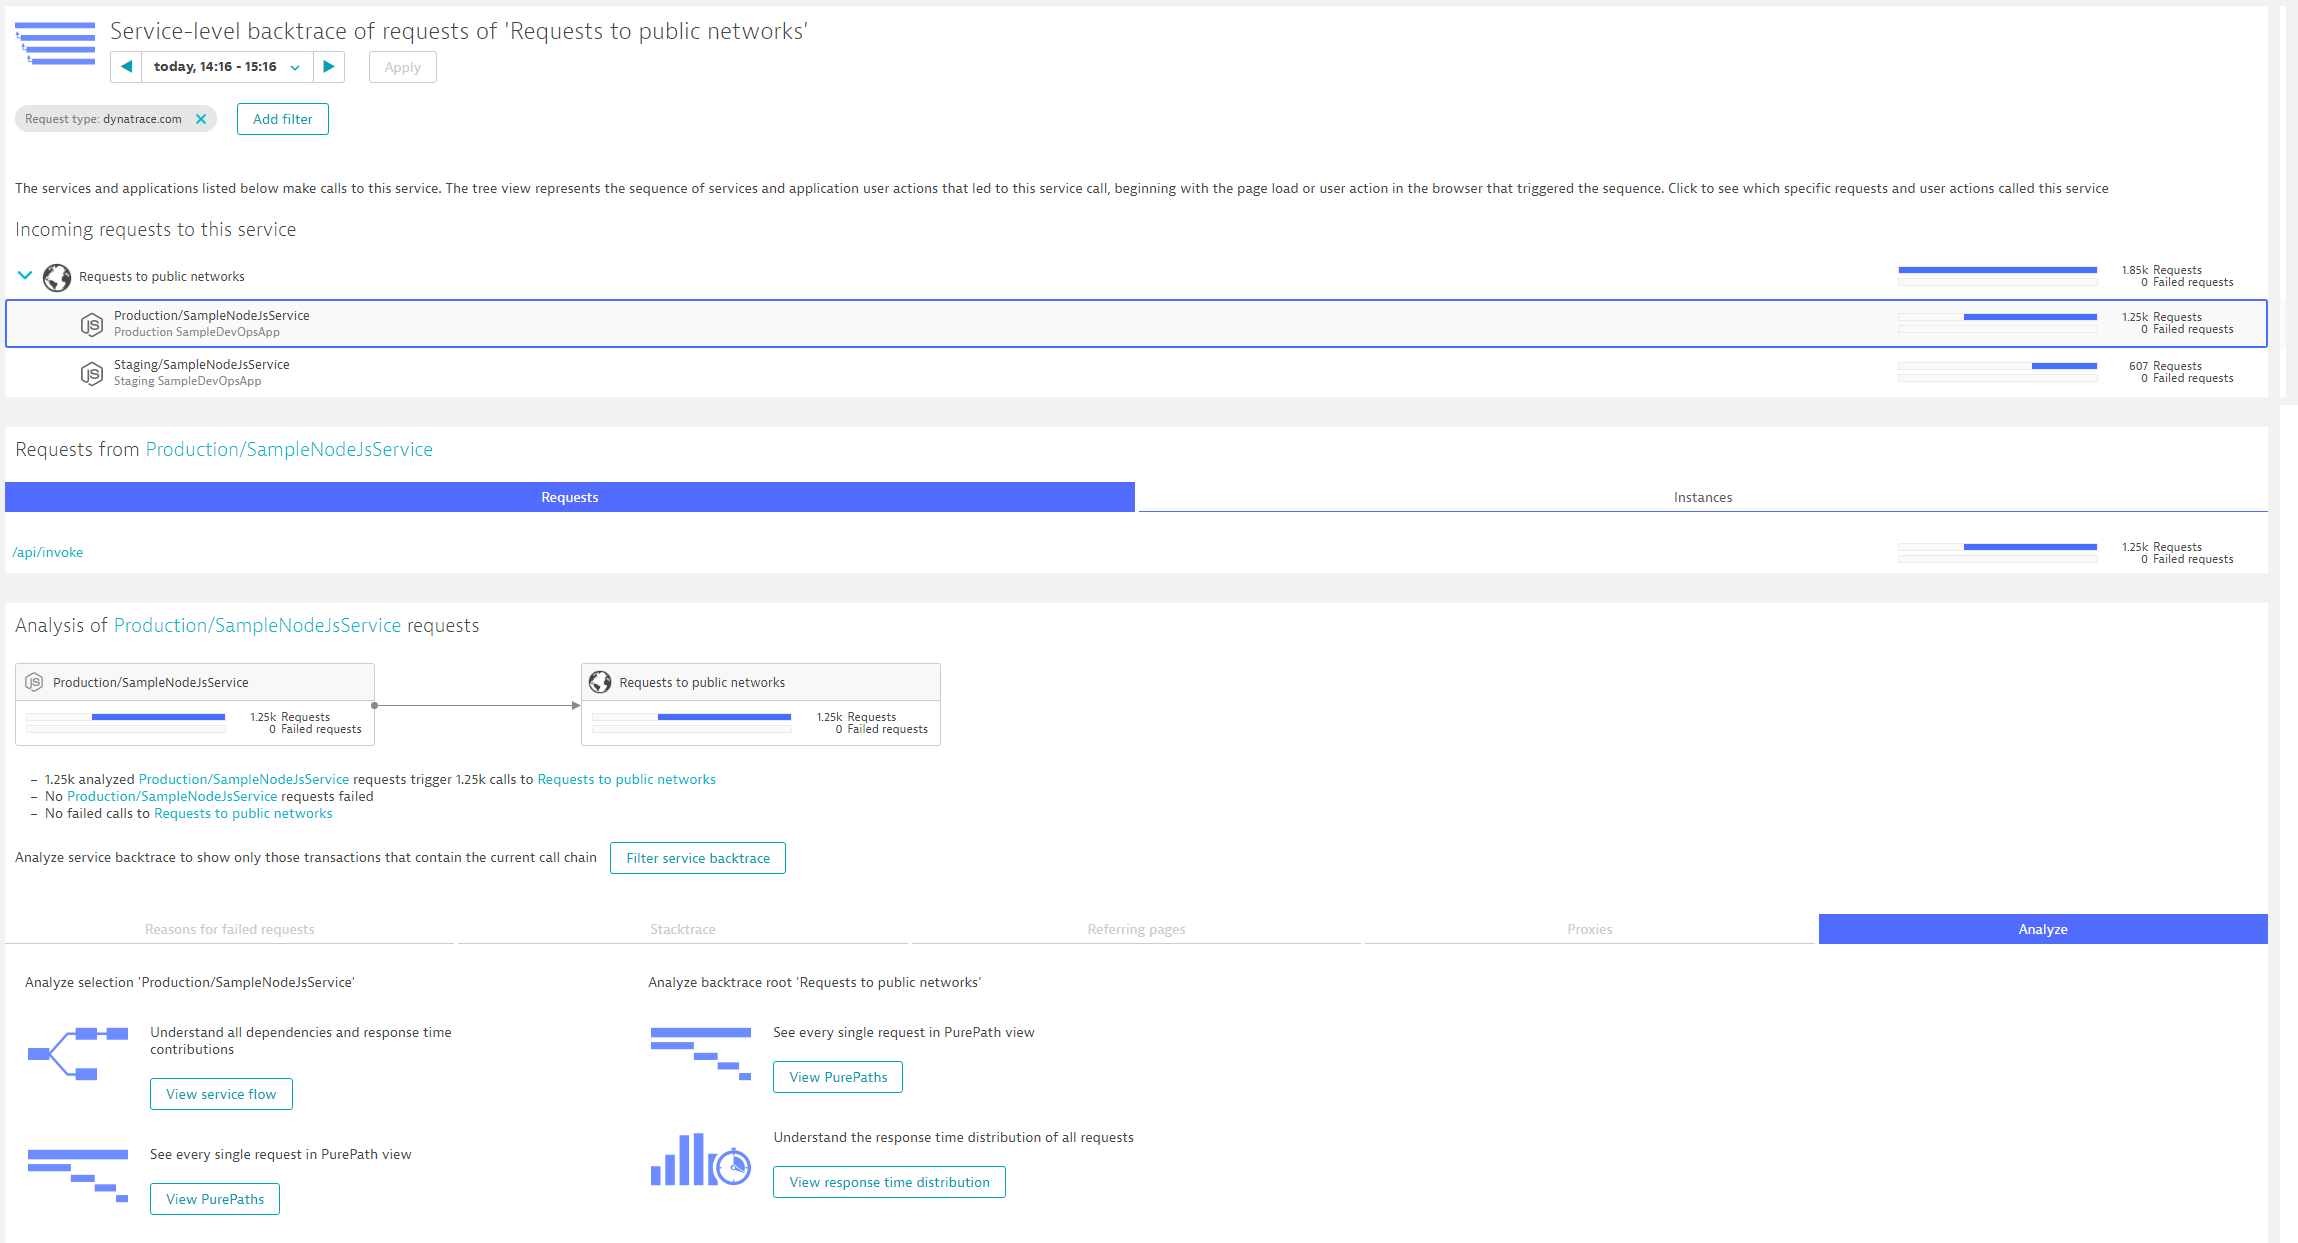 Service-level backtrace of requests of 'Requests to public networks'
today, 14:16 - 15:16
Apply
Request type: dynatrace.com
Add filter
The services and applications listed below make calls to this service. The tree view represents the sequence of services and application user actions that led to this service call, beginning with the page load or user action in the browser that triggered the sequence. Click to see which specific requests and user actions called this service
Incoming requests to this service
Requests to public networks
1.85k Requests
0 Failed requests
JS
Production/SampleNodeJsService
Production SampleDevOpsApp
1.25k Requests
0 Failed requests
JS
Staging/SampleNodeJsService
Staging SampleDevOpsApp
607 Requests
0 Failed requests
Requests from Production/SampleNodeJsService
Requests
Instances
/api/invoke
1.25k Requests
0 Failed requests
Analysis of Production/SampleNodeJsService requests
JS
Production/SampleNodeJsService
1.25k Requests
0 Failed requests
Requests to public networks
1.25k Requests
0 Failed requests
– 1.25k analyzed Production/SampleNodeJsService requests trigger 1.25k calls to Requests to public networks
– No Production/SampleNodeJsService requests failed
– No failed calls to Requests to public networks
Analyze service backtrace to show only those transactions that contain the current call chain
Filter service backtrace
Reasons for failed requests
Stacktrace
Referring pages
Proxies
Analyze
Analyze selection 'Production/SampleNodeJsService'
Understand all dependencies and response time
contributions
View service flow
See every single request in PurePath view
View PurePaths
Analyze backtrace root 'Requests to public networks'
See every single request in PurePath view
View PurePaths
Understand the response time distribution of all requests
View response time distribution